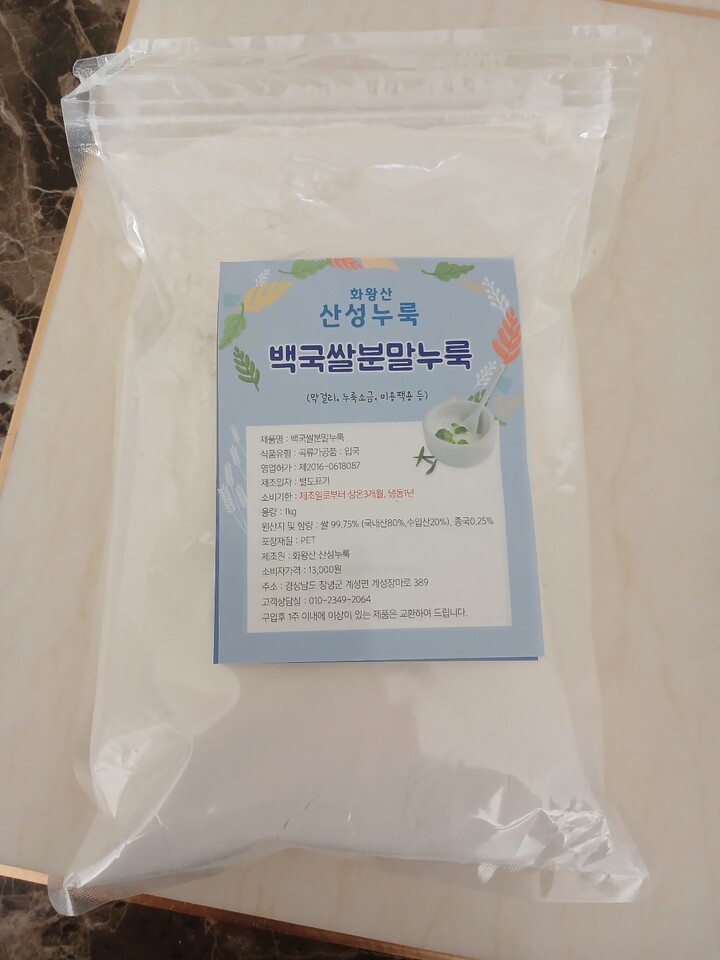 화왕산
산성누룩
백국쌀분말누룩
(막걸리, 누룩소금, 미용팩용 등)
제품명 : 백국쌀분말누룩
식품유형 : 곡류가공품 : 입국
영업허가 : 제2016-0618087
제조일자 : 별도표기
소비기한 : 제조일로부터 상온3개월, 냉동1년
용량 : 1kg
원산지 및 함량 : 쌀 99.75% (국내산80%,수입산20%), 종국0.25%
포장재질 : PET
제조원 : 화왕산 산성누룩
소비자가격 : 13,000원
주소 : 경상남도 창녕군 계성면 계성장마로 389
고객상담실 : 010-2349-2064
구입후 1주 이내에 이상이 있는 제품은 교환하여 드립니다.